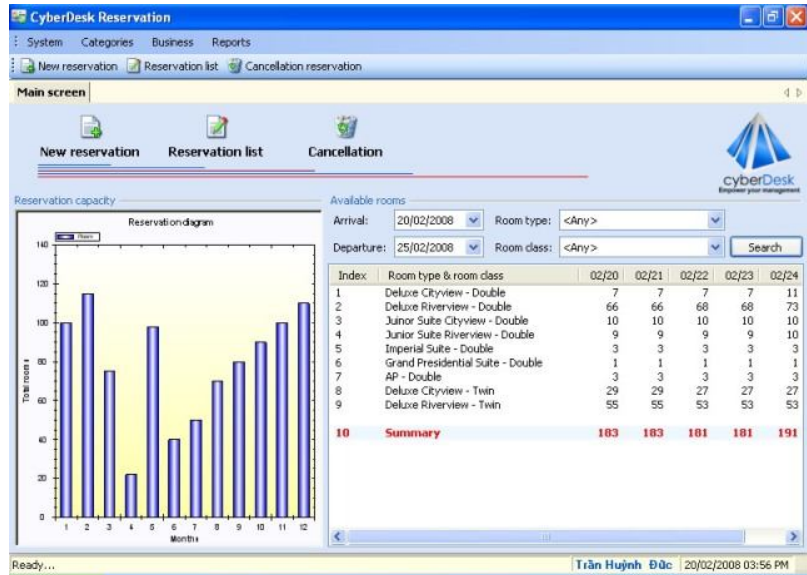 CyberDesk Reservation
System Categories Business Reports
New reservation Reservation list Cancellation reservation
Main screen
New reservation Reservation list Cancellation
cyberDesk
Empower your management
Reservation capacity
Reservation diagram
140
120
100
80
60
40
20
0
Total rooms
1 2 3 4 5 6 7 8 9 10 11 12
Months
Available rooms
Arrival: 20/02/2008 Room type: <Any>
Departure: 25/02/2008 Room class: <Any> Search
Index Room type & room class 02/20 02/21 02/22 02/23 02/24
1 Deluxe Cityview - Double 7 7 7 7 11
2 Deluxe Riverview - Double 66 66 68 68 73
3 Juinor Suite Cityview - Double 10 10 10 10 10
4 Junior Suite Riverview - Double 9 9 9 9 10
5 Imperial Suite - Double 3 3 3 3 3
6 Grand Presidential Suite - Double 1 1 1 1 1
7 AP - Double 3 3 3 3 3
8 Deluxe Cityview - Twin 29 29 27 27 27
9 Deluxe Riverview - Twin 55 55 53 53 53
10 Summary 183 183 181 181 191
Ready... Trần Huỳnh Đức 20/02/2008 03:56 PM